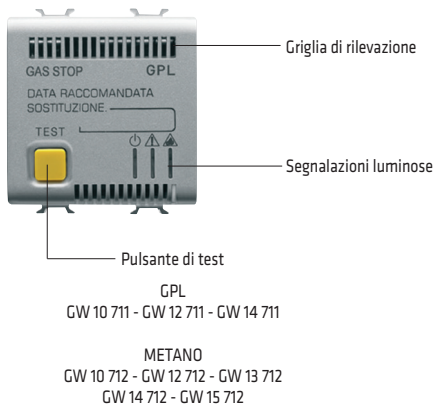 Griglia di rilevazione
GAS STOP GPL
DATA RACCOMANDATA
SOSTITUZIONE.
TEST
Segnalazioni luminose
Pulsante di test
GPL
GW 10 711 - GW 12 711 - GW 14 711
METANO
GW 10 712 - GW 12 712 - GW 13 712
GW 14 712 - GW 15 712